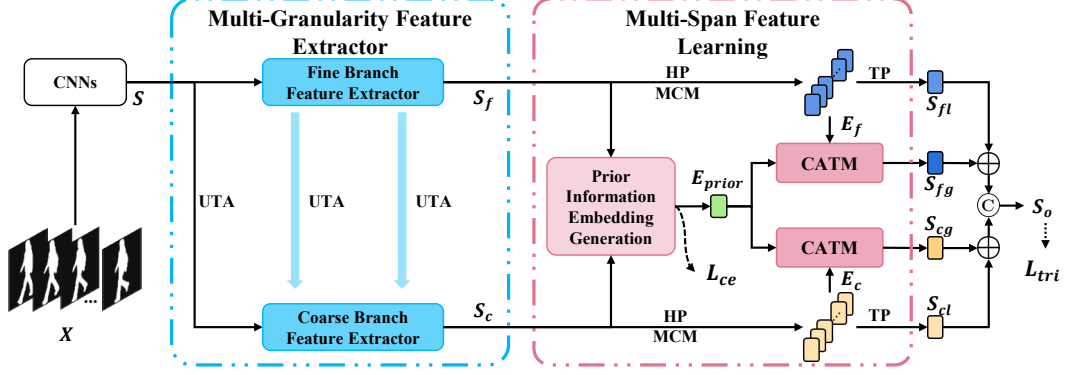 Multi-Granularity Feature
Extractor
Multi-Span Feature
Learning
CNNs
S
Fine Branch
Feature Extractor
S_f
HP
MCM
TP
S_fl
E_f
CATM
S_fg
UTA
UTA
UTA
Prior
Information
Embedding
Generation
E_prior
L_ce
C
S_o
L_tri
CATM
S_cg
E_c
X
...
Coarse Branch
Feature Extractor
S_c
HP
MCM
TP
S_cl